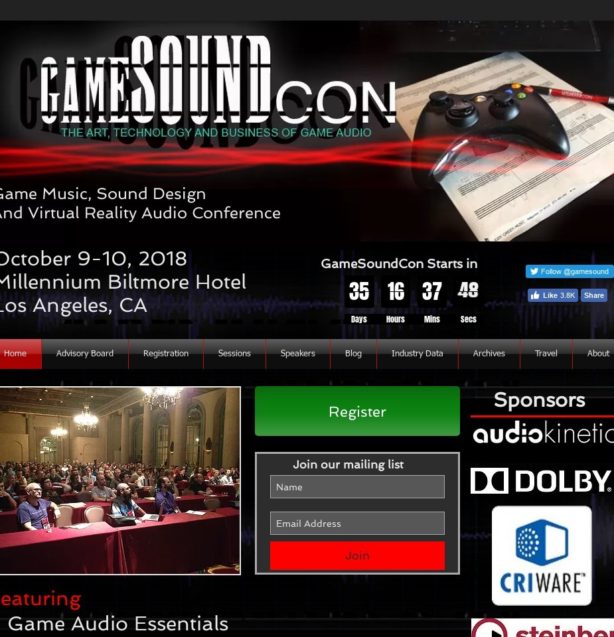 GAMESOUNDCON
THE ART, TECHNOLOGY AND BUSINESS OF GAME AUDIO
Game Music, Sound Design
And Virtual Reality Audio Conference
October 9-10, 2018
Millennium Biltmore Hotel
Los Angeles, CA
GameSoundCon Starts in
35 16 37 48
Days Hours Mins Secs
Follow @gamesound
Like 3.8K Share
Home Advisory Board Registration Sessions Speakers Blog Industry Data Archives Travel About
Register
Join our mailing list
Name
Email Address
Join
Sponsors
audiokinetic
DOLBY
CRIWARE
steinbe
eaturing
Game Audio Essentials